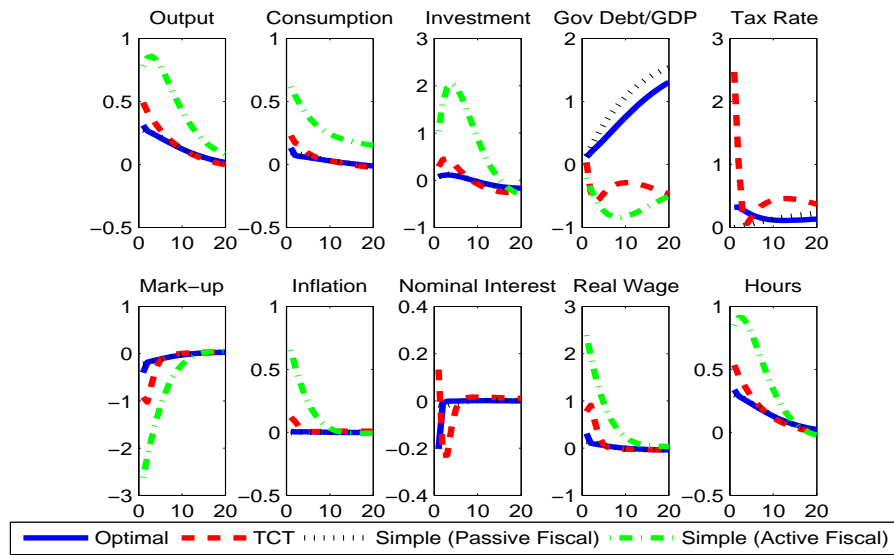 Output Consumption Investment Gov Debt/GDP Tax Rate
1 1 3 2 3
0.5 0.5 2 1 2
0 0 1 0 1
−0.5 −0.5 0 −1 0
−1
0 10 20 0 10 20 0 10 20 0 10 20 0 10 20
Mark−up Inflation Nominal Interest Real Wage Hours
1 1 0.4 3 1
0 0.5 0.2 2 0.5
−1 0 0 1 0
−2 −0.5 −0.2 0 −0.5
−3 −0.4 −1
0 10 20 0 10 20 0 10 20 0 10 20 0 10 20
Optimal TCT Simple (Passive Fiscal) Simple (Active Fiscal)